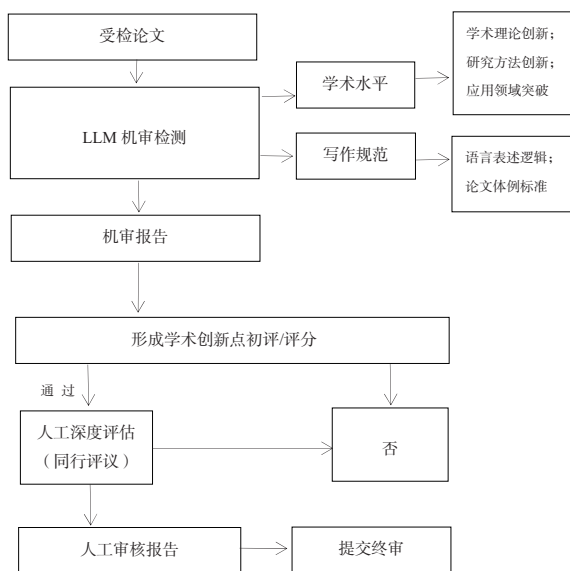 受检论文
LLM 机审检测
学术水平
学术理论创新；
研究方法创新；
应用领域突破
写作规范
语言表述逻辑；
论文体例标准
机审报告
形成学术创新点初评/评分
通 过
人工深度评估
（同行评议）
否
人工审核报告
提交终审